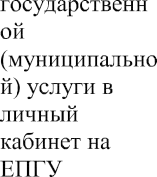 государственн
ой
(муниципально
й) услуги в
личный
кабинет на
ЕПГУ